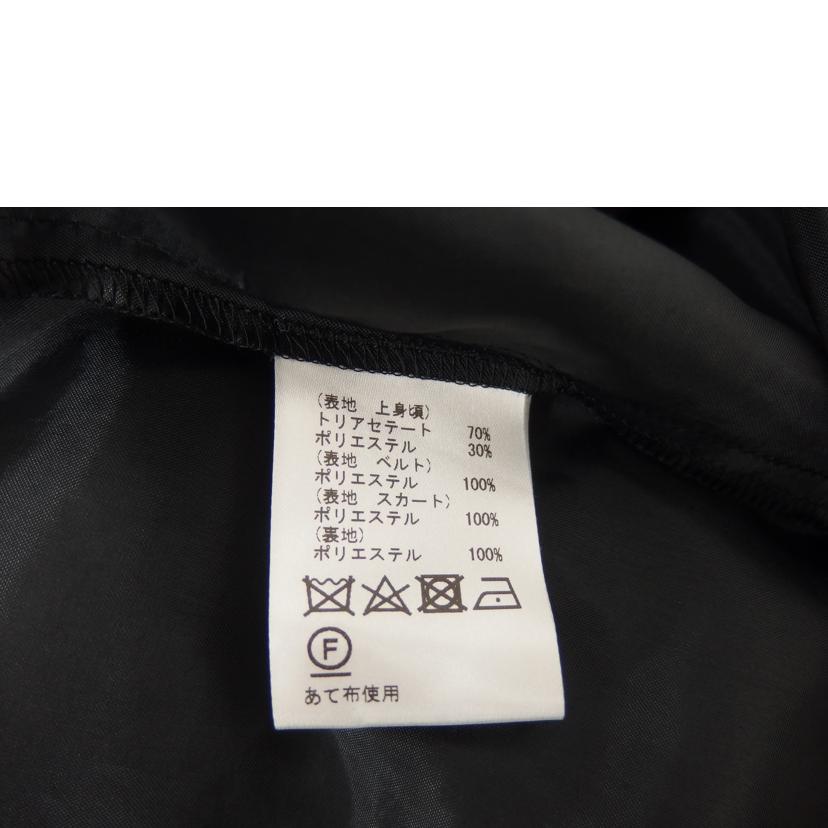 (表地　上身頃)
トリアセテート 70%
ポリエステル 30%
(表地　ベルト)
ポリエステル 100%
(表地　スカート)
ポリエステル 100%
(裏地)
ポリエステル 100%
F
あて布使用